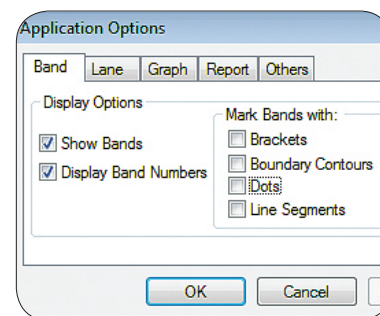 Application Options
Band Lane Graph Report Others
Display Options
Show Bands
Display Band Numbers
Mark Bands with:
Brackets
Boundary Contours
Dots
Line Segments
OK Cancel